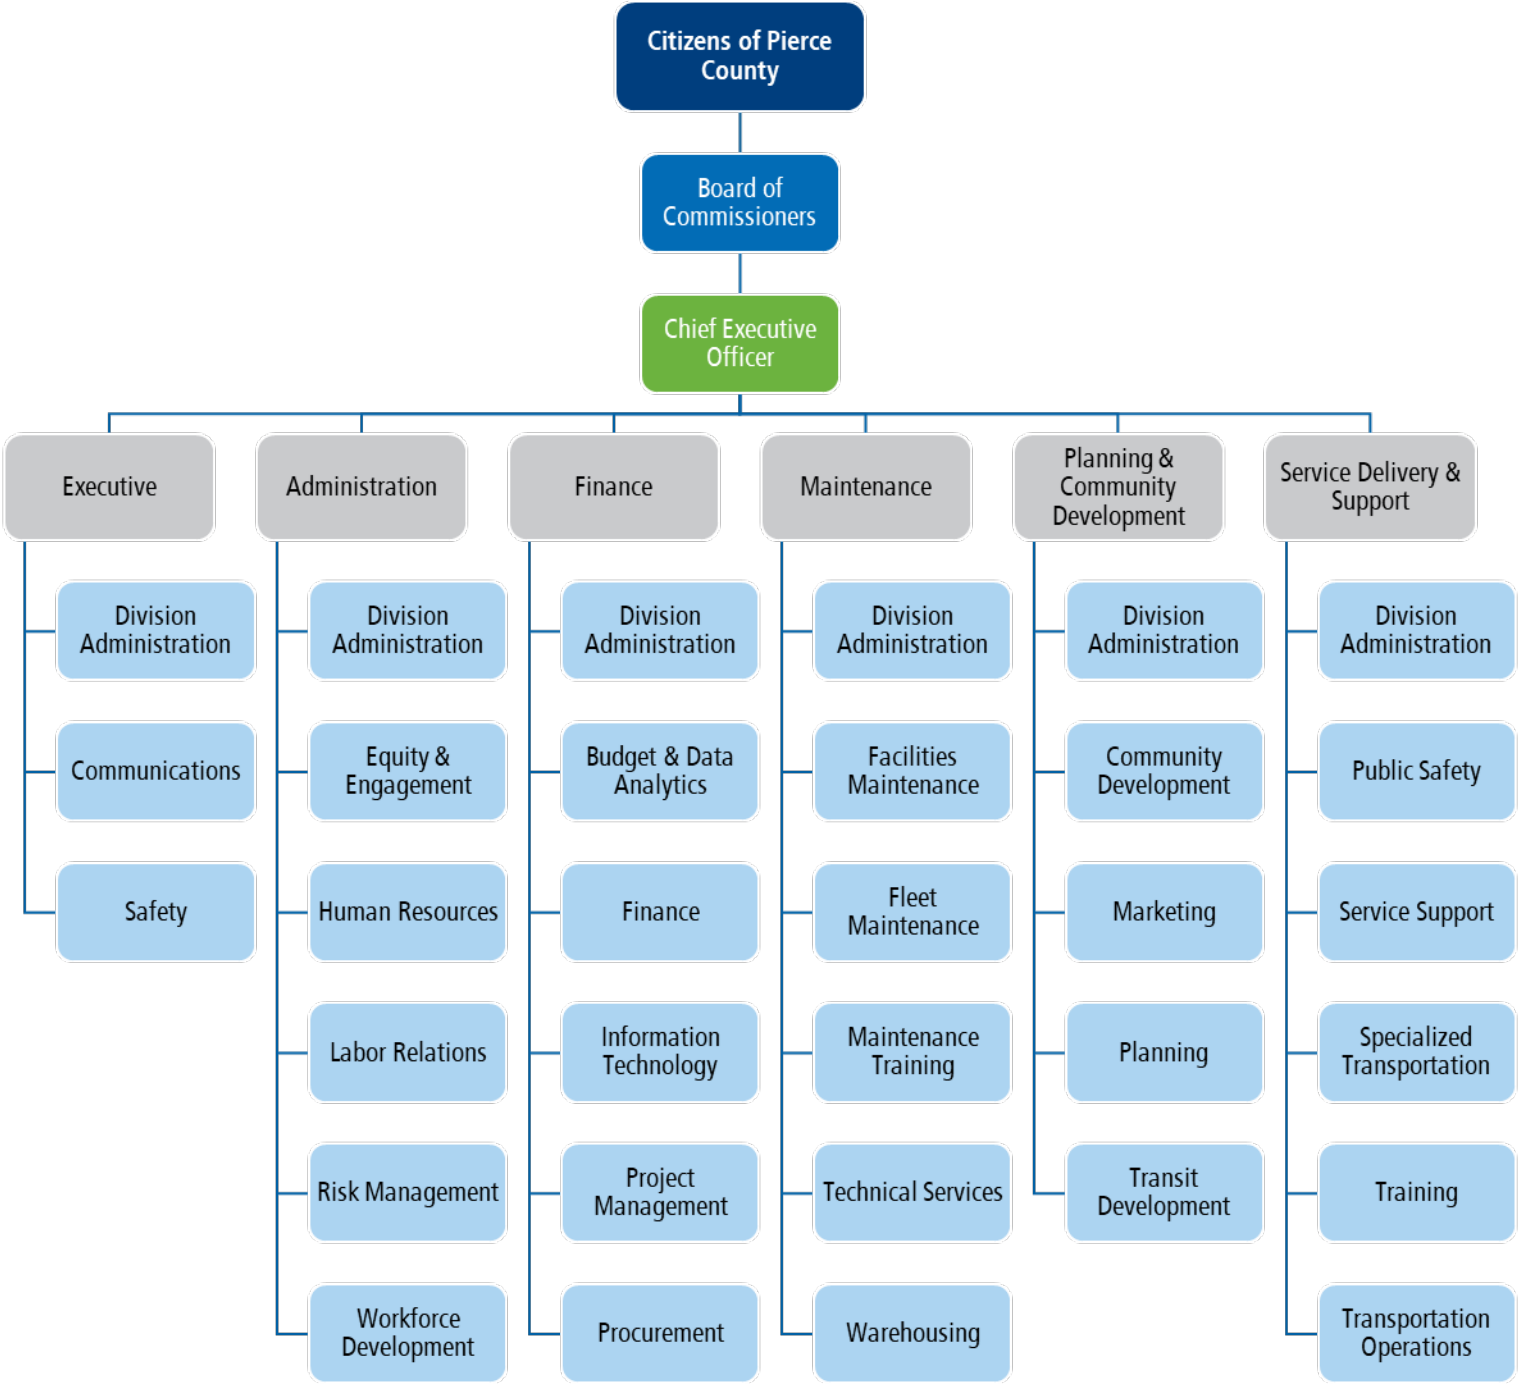 Citizens of Pierce
County
Board of
Commissioners
Chief Executive
Officer
Executive
Administration
Finance
Maintenance
Planning &
Community
Development
Service Delivery &
Support
Division
Administration
Communications
Safety
Division
Administration
Equity &
Engagement
Human Resources
Labor Relations
Risk Management
Workforce
Development
Division
Administration
Budget & Data
Analytics
Finance
Information
Technology
Project
Management
Procurement
Division
Administration
Facilities
Maintenance
Fleet
Maintenance
Maintenance
Training
Technical Services
Warehousing
Division
Administration
Community
Development
Marketing
Planning
Transit
Development
Division
Administration
Public Safety
Service Support
Specialized
Transportation
Training
Transportation
Operations